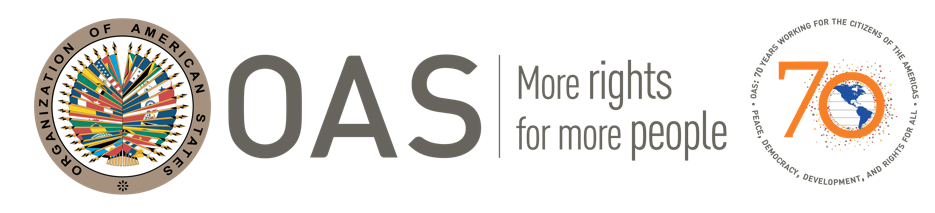 ORGANIZATION OF AMERICAN STATES
OAS
More rights
for more people
OAS: 70 YEARS WORKING FOR THE CITIZENS OF THE AMERICAS
70
PEACE, DEMOCRACY, DEVELOPMENT, AND RIGHTS FOR ALL